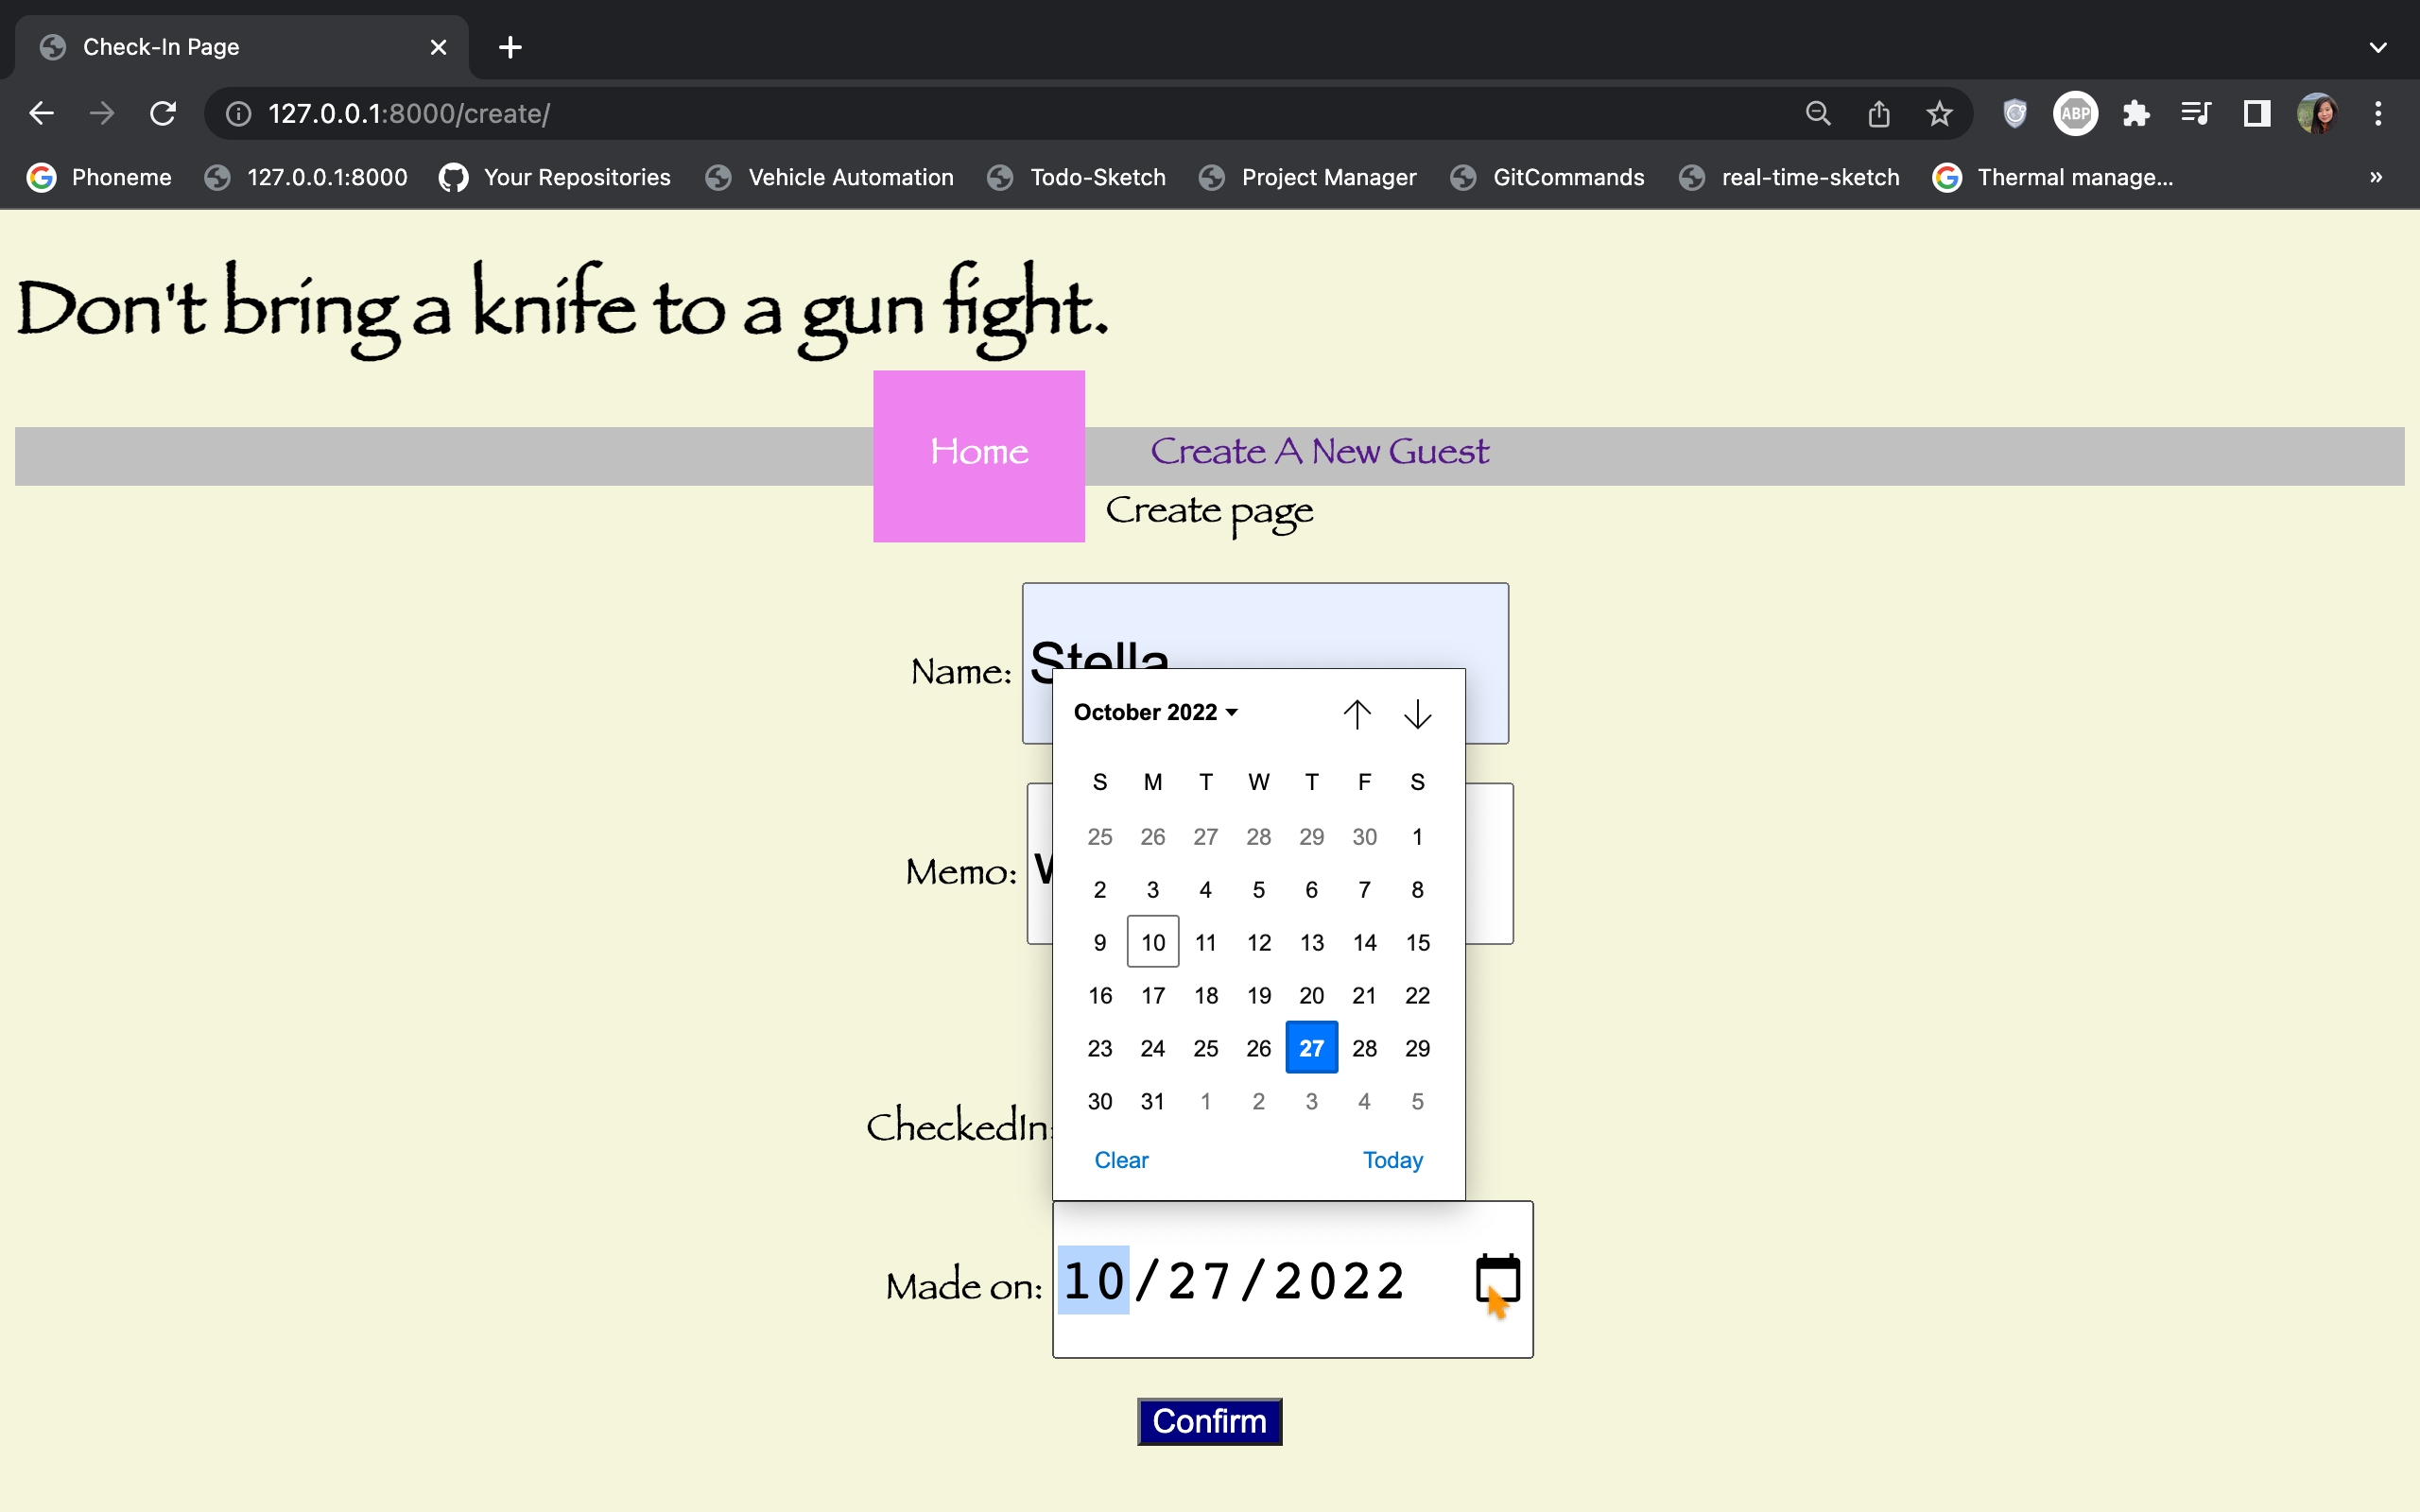 Check-In Page
127.0.0.1:8000/create/
ABP
Phoneme 127.0.0.1:8000 Your Repositories Vehicle Automation Todo-Sketch Project Manager GitCommands real-time-sketch Thermal manage... »
Don't bring a knife to a gun fight.
Home Create A New Guest
Create page
Name: Stella
October 2022
S M T W T F S
25 26 27 28 29 30 1
Memo:
2 3 4 5 6 7 8
9 10 11 12 13 14 15
16 17 18 19 20 21 22
23 24 25 26 27 28 29
30 31 1 2 3 4 5
CheckedIn:
Clear Today
Made on: 10/27/2022
Confirm